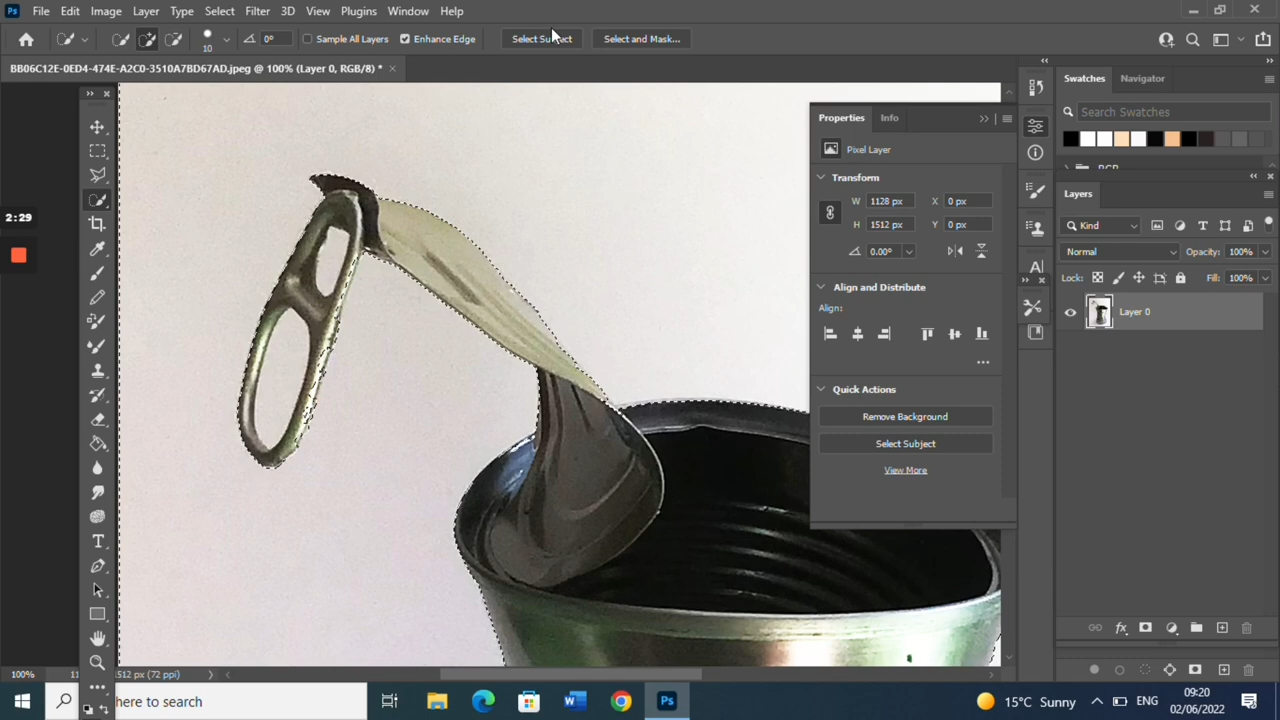 Ps File Edit Image Layer Type Select Filter 3D View Plugins Window Help
10 0° Sample All Layers Enhance Edge Select Subject Select and Mask...
BB06C12E-0ED4-474E-A2C0-3510A7BD67AD.jpeg @ 100% (Layer 0, RGB/8) *
Swatches Navigator
Search Swatches
Properties Info
Pixel Layer
Transform
W 1128 px X 0 px
H 1512 px Y 0 px
0.00°
Align and Distribute
Align:
Quick Actions
Remove Background
Select Subject
View More
Layers
Kind
Normal Opacity: 100%
Lock: Fill: 100%
Layer 0
2:29
100% 1512 px (72 ppi)
here to search
Ps
15°C Sunny ENG
09:20
02/06/2022